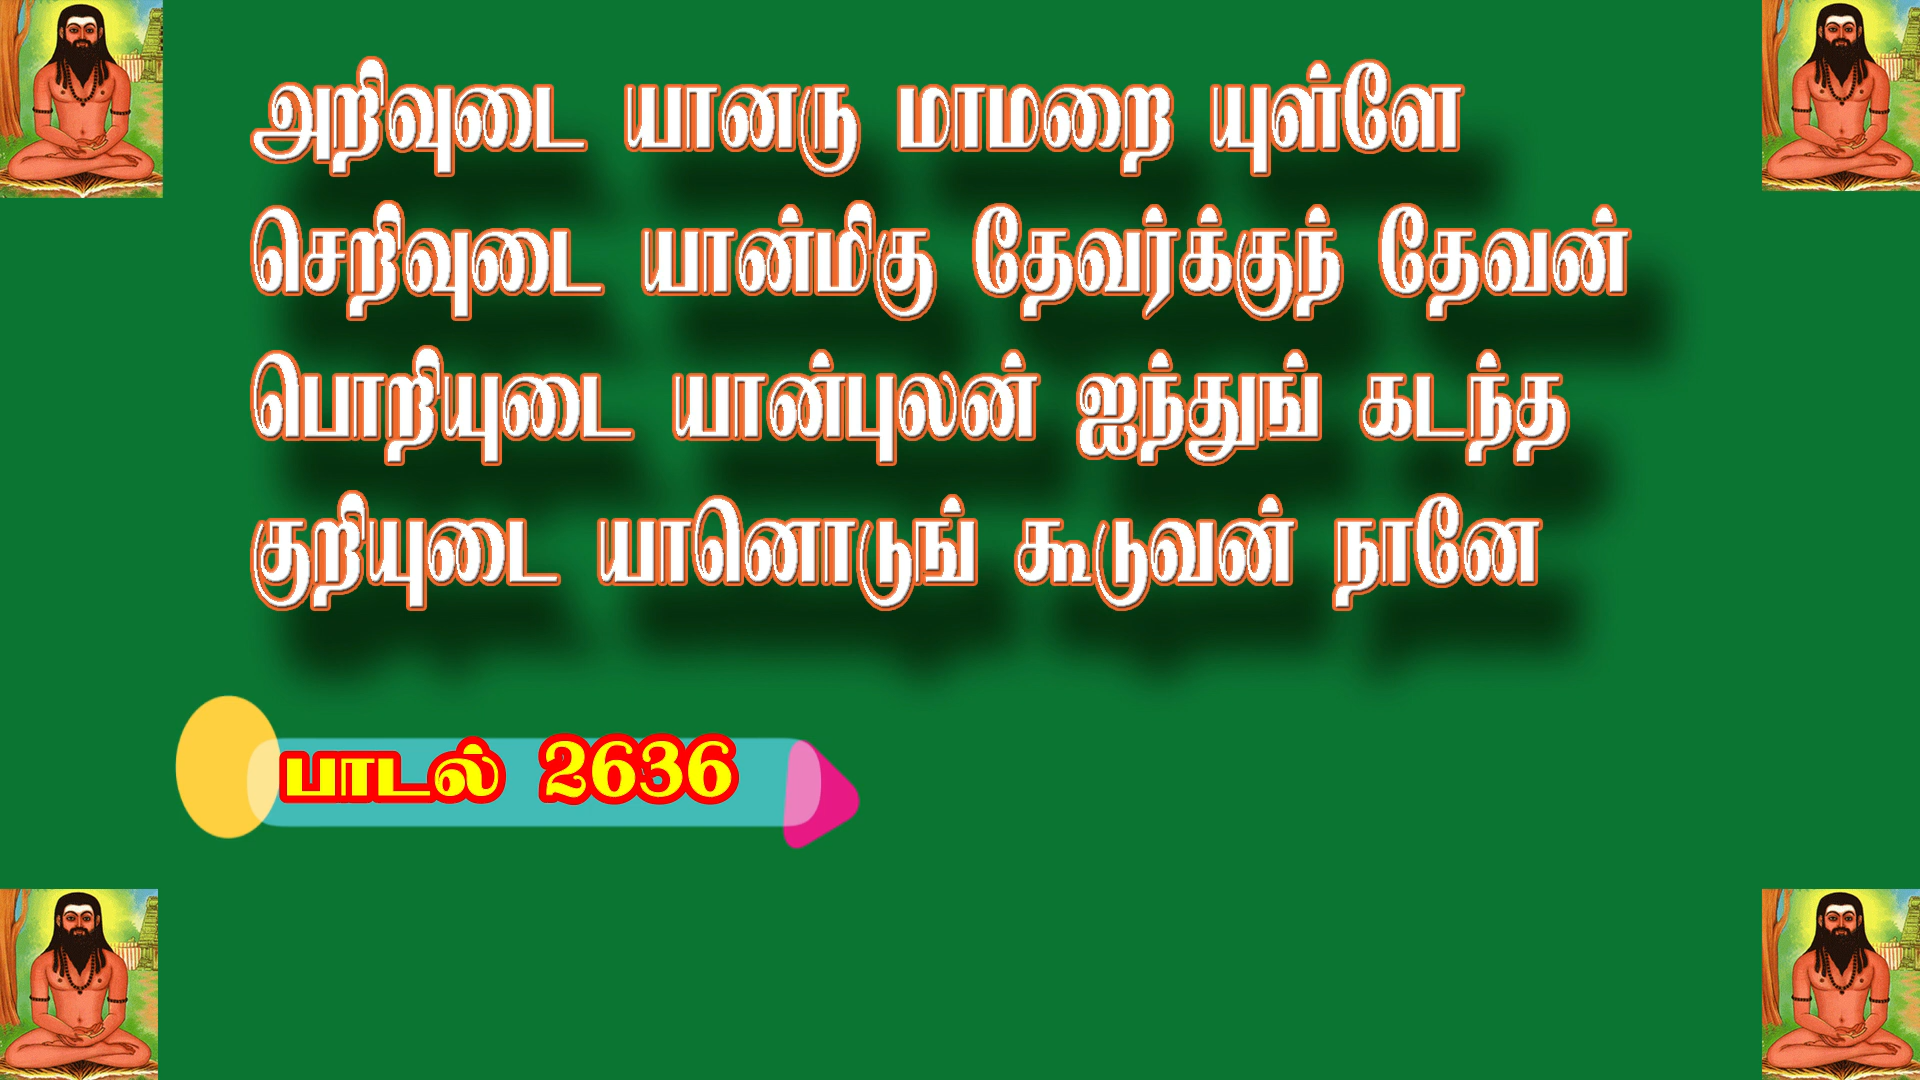 அறிவுடை யானரு மாமறை யுள்ளே
செறிவுடை யான்மிகு தேவர்க்குந் தேவன்
பொறியுடை யான்புலன் ஐந்துங் கடந்த
குறியுடை யானொடுங் கூடுவன் நானே
பாடல் 2636